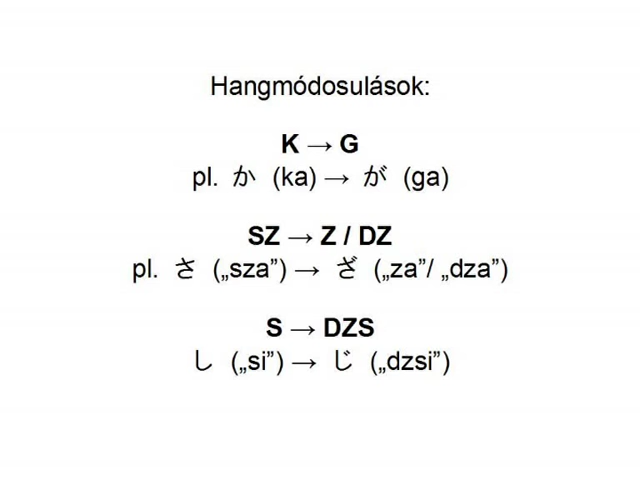 Hangmódosulások:
K → G
pl. か (ka) → が (ga)
SZ → Z / DZ
pl. さ („sza”) → ざ („za”/ „dza”)
S → DZS
し („si”) → じ („dzsi”)